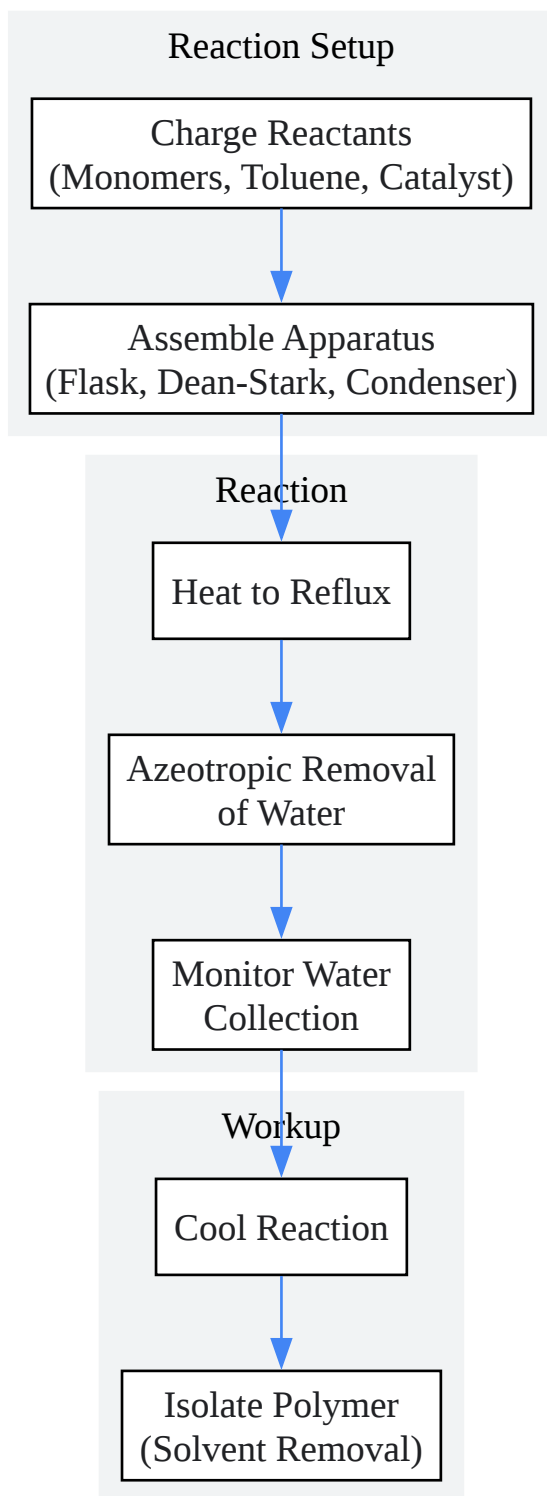 Reaction Setup
Charge Reactants
(Monomers, Toluene, Catalyst)
Assemble Apparatus
(Flask, Dean-Stark, Condenser)
Reaction
Heat to Reflux
Azeotropic Removal
of Water
Monitor Water
Collection
Workup
Cool Reaction
Isolate Polymer
(Solvent Removal)